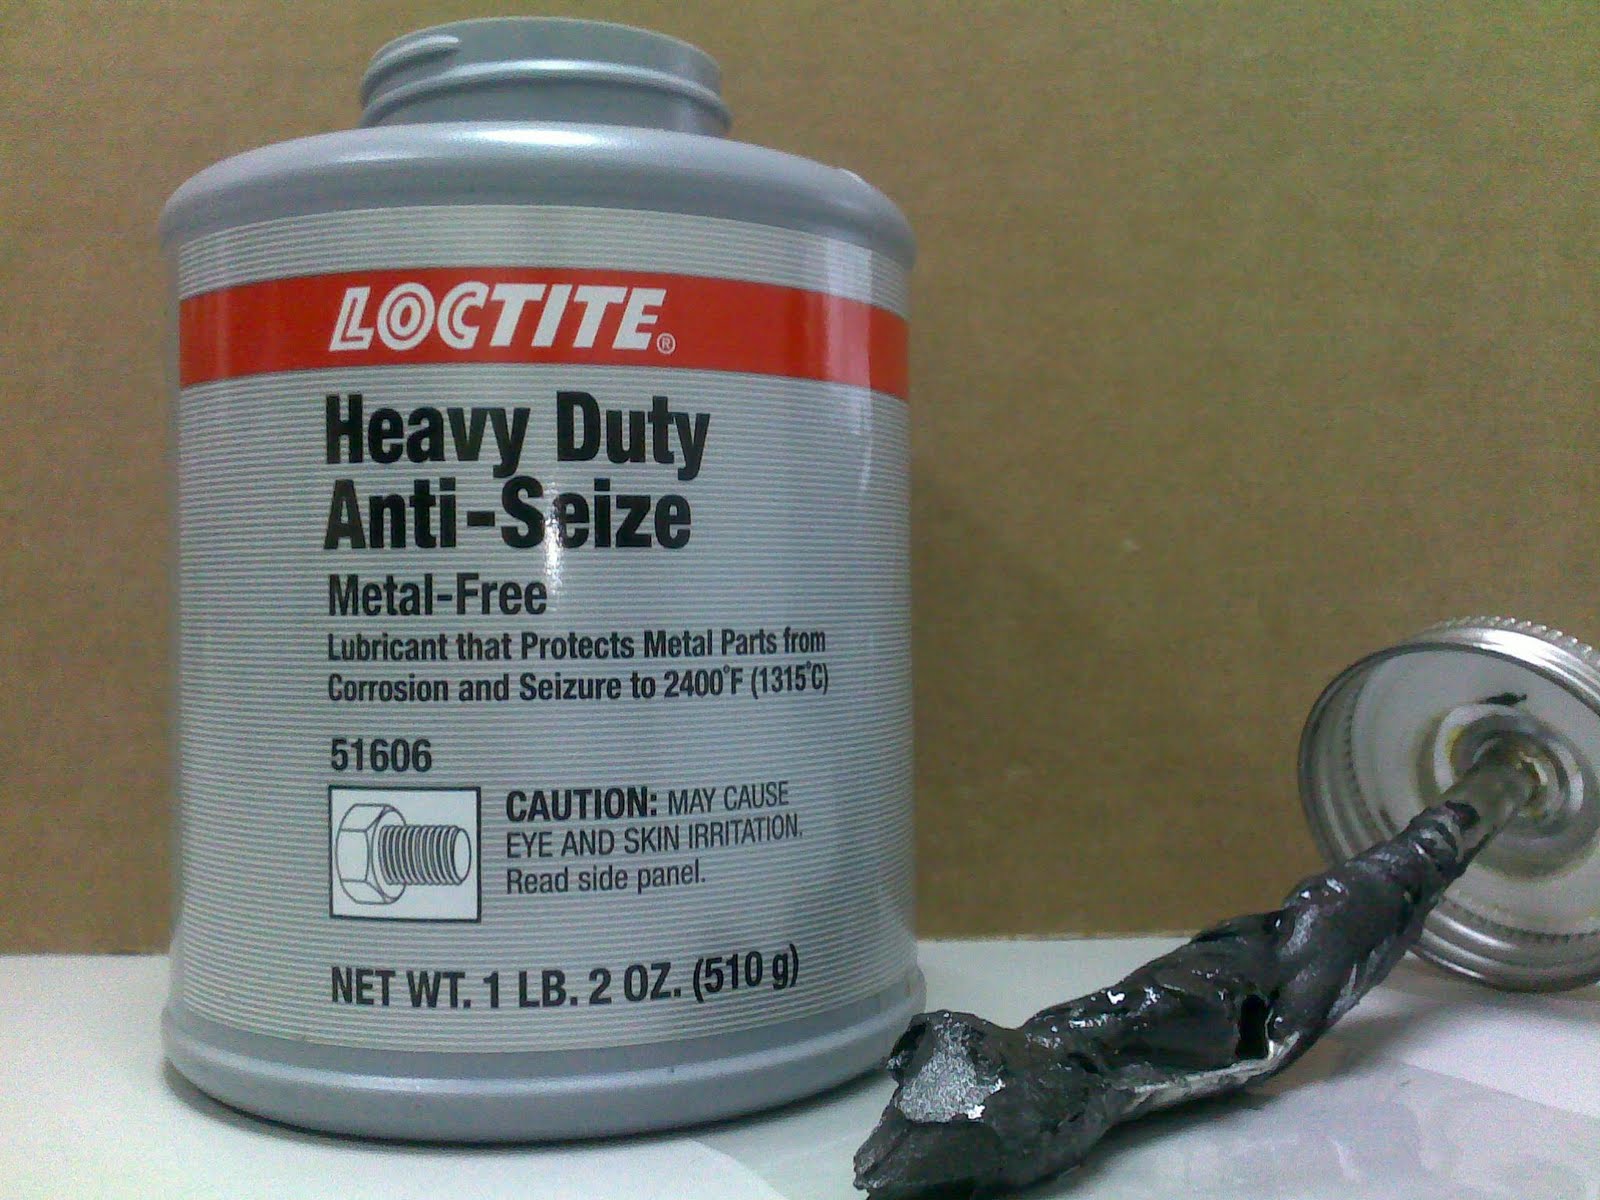 LOCTITE®
Heavy Duty
Anti-Seize
Metal-Free
Lubricant that Protects Metal Parts from
Corrosion and Seizure to 2400°F (1315°C)
51606
CAUTION: MAY CAUSE
EYE AND SKIN IRRITATION.
Read side panel.
NET WT. 1 LB. 2 OZ. (510 g)